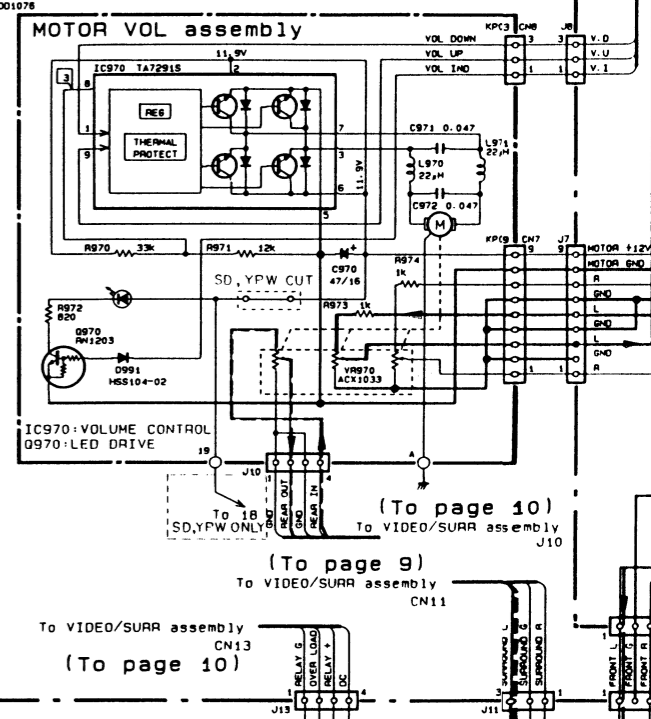 001076
MOTOR VOL assembly
KP(3 CN8
J8
VOL DOWN 3 3 V.D
VOL UP V.U
VOL IND 1 1 V.I
11.9V
IC970 TA7291S
2
3
8
REG
THERMAL
PROTECT
1
9
7
3
6
5
11.9V
C971 0.047
L971
22μH
L970
22μH
C972 0.047
M
R970 33k
R971 12k
C970
47/16
R974
1k
KP(9 CN7
J7
9 9 MOTOR +12V
MOTOR GND
R
GND
L
GND
L
GND
1 1 R
SD, YPW CUT
R973 1k
R972
820
Q970
RN1203
D991
HSS104-02
VR970
ACX1033
IC970:VOLUME CONTROL
Q970:LED DRIVE
19
J10
1 4
A
GND
REAR OUT
GND
REAR IN
To 18
SD,YPW ONLY
(To page 10)
To VIDEO/SURR assembly
J10
(To page 9)
To VIDEO/SURR assembly
CN11
To VIDEO/SURR assembly
CN13
(To page 10)
RELAY G
OVER LOAD
RELAY +
DC
1 4
J13
SURROUND L
SURROUND G
SURROUND R
3 1
J11
1
FRONT L
FRONT G
FRONT R
1